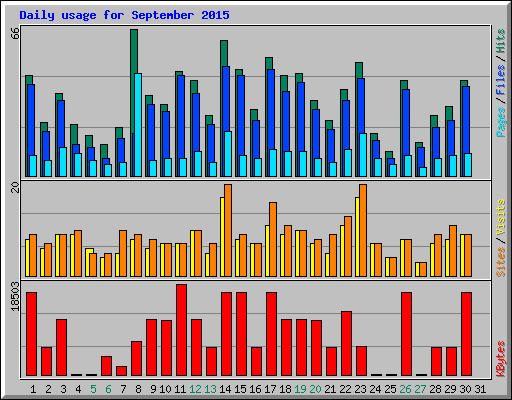 Daily usage for September 2015
66
Pages / Files / Hits
20
Sites / Visits
18503
KBytes
1 2 3 4 5 6 7 8 9 10 11 12 13 14 15 16 17 18 19 20 21 22 23 24 25 26 27 28 29 30 31